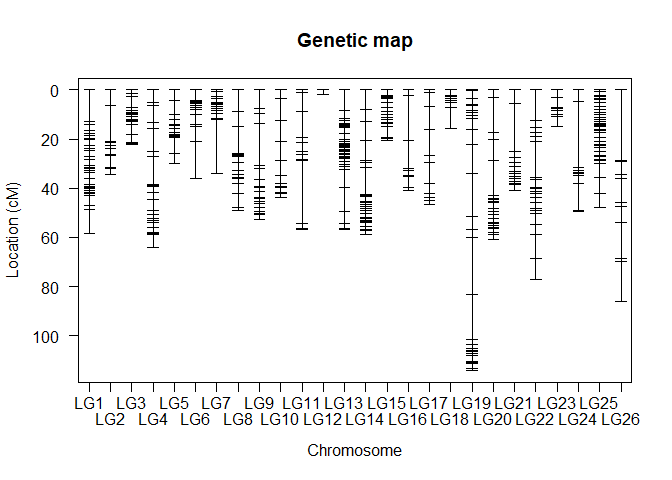 Genetic map
0
20
40
60
80
100
Location (cM)
LG1 LG3 LG5 LG7 LG9 LG11 LG13 LG15 LG17 LG19 LG21 LG23 LG25
LG2 LG4 LG6 LG8 LG10 LG12 LG14 LG16 LG18 LG20 LG22 LG24 LG26
Chromosome